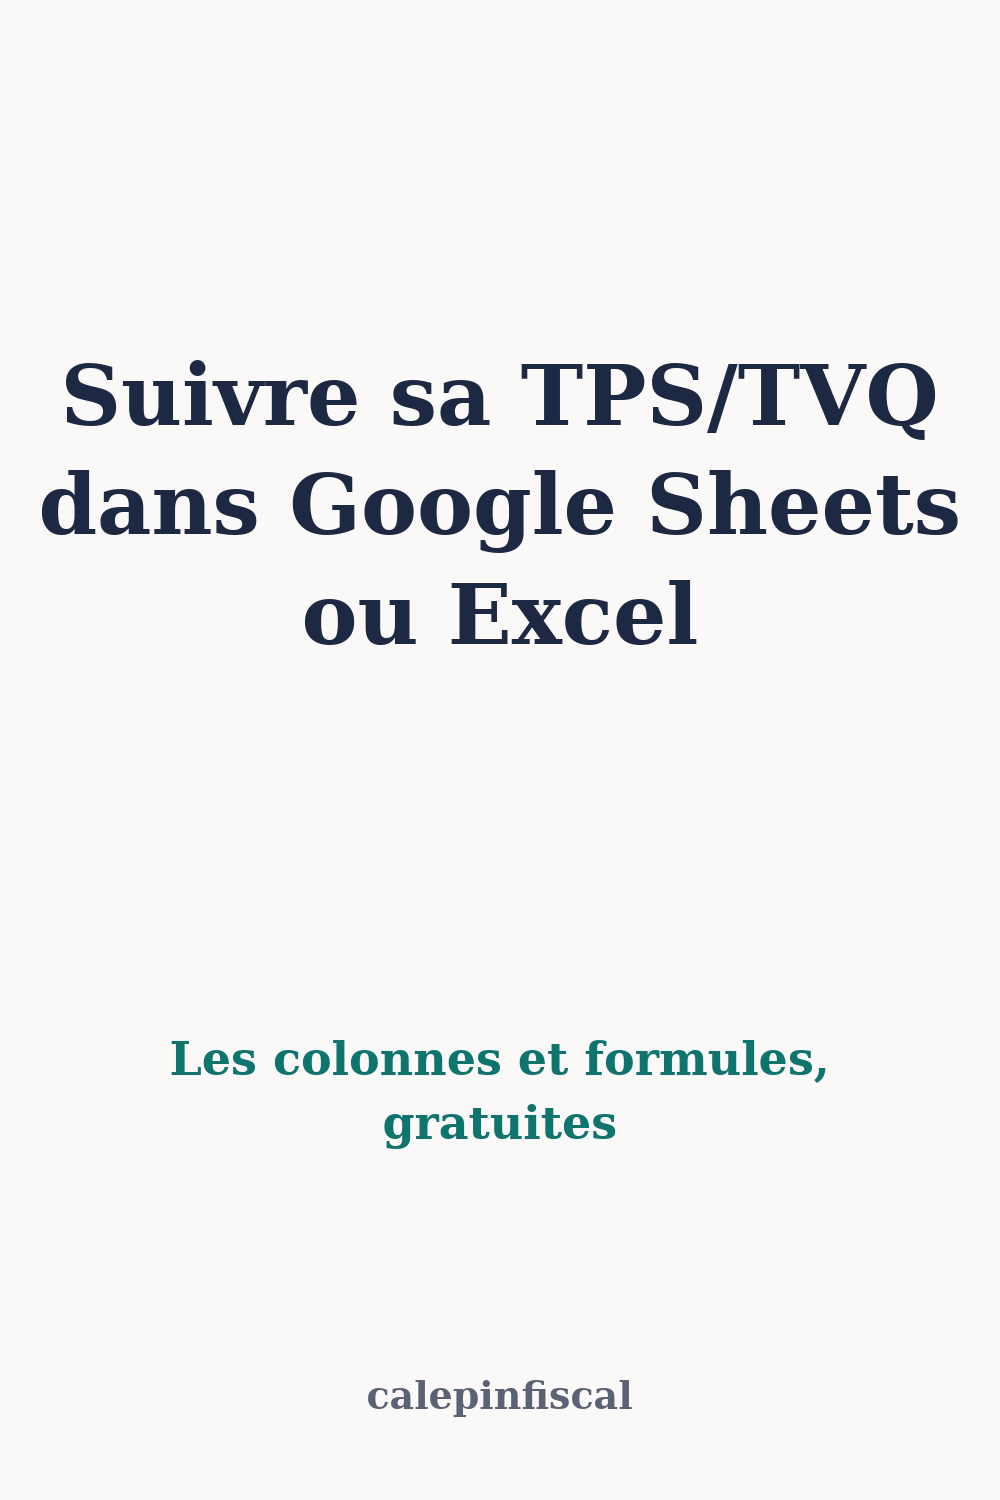 Suivre sa TPS/TVQ
dans Google Sheets
ou Excel
Les colonnes et formules,
gratuites
calepinfiscal